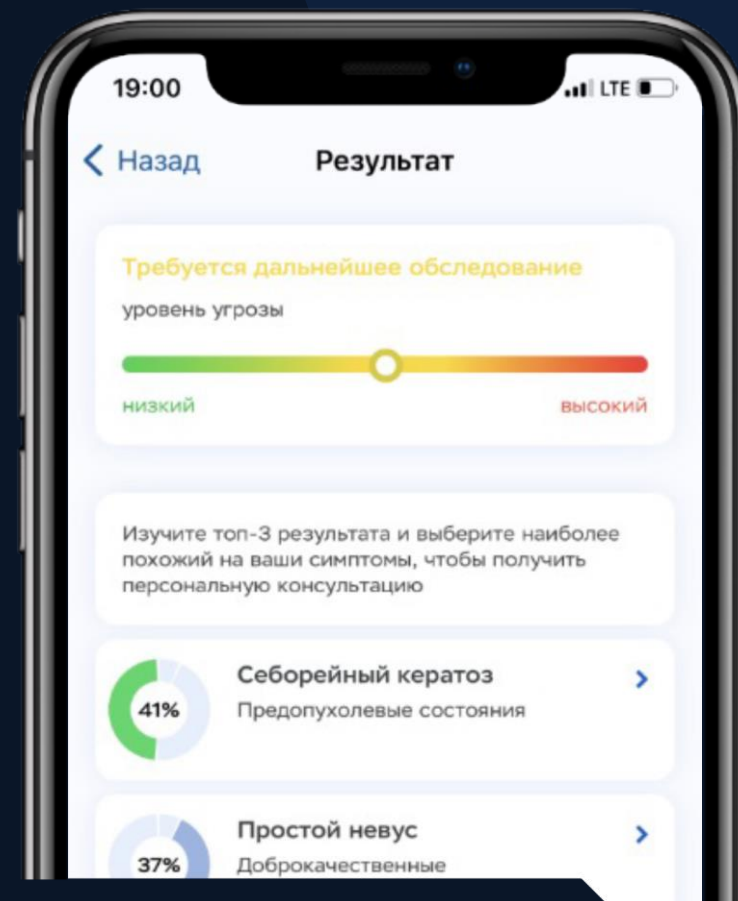 19:00
LTE
Назад
Результат
Требуется дальнейшее обследование
уровень угрозы
низкий
высокий
Изучите топ-3 результата и выберите наиболее
похожий на ваши симптомы, чтобы получить
персональную консультацию
41%
Себорейный кератоз
Предопухолевые состояния
37%
Простой невус
Доброкачественные